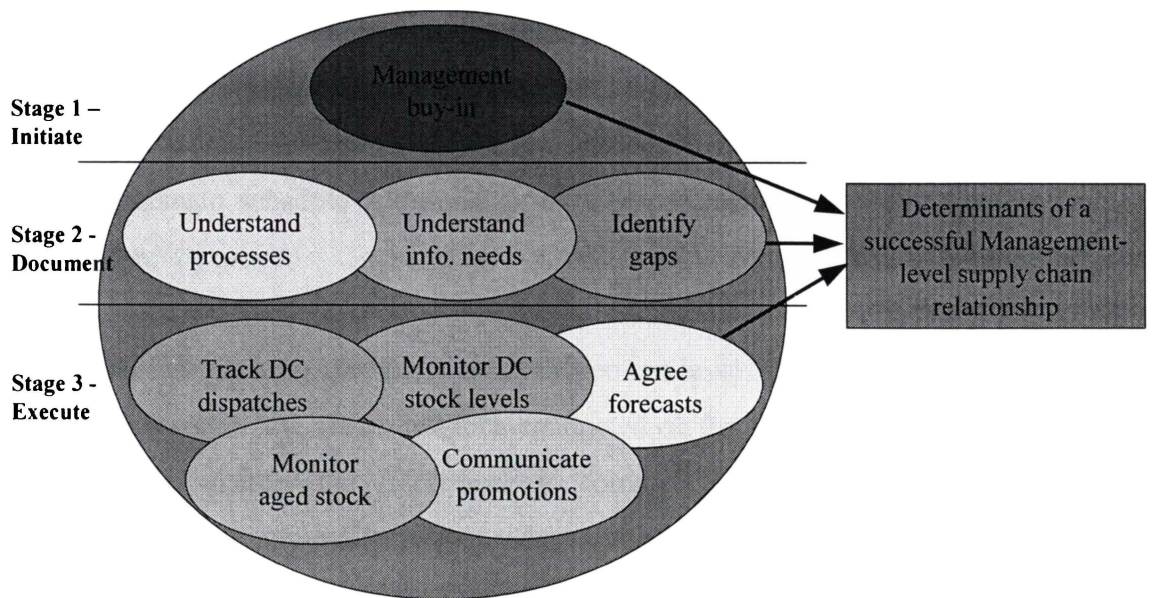 Management
buy-in
Stage 1 –
Initiate
Stage 2 -
Document
Understand
processes
Understand
info. needs
Identify
gaps
Determinants of a
successful Management-
level supply chain
relationship
Stage 3 -
Execute
Track DC
dispatches
Monitor DC
stock levels
Agree
forecasts
Monitor
aged stock
Communicate
promotions